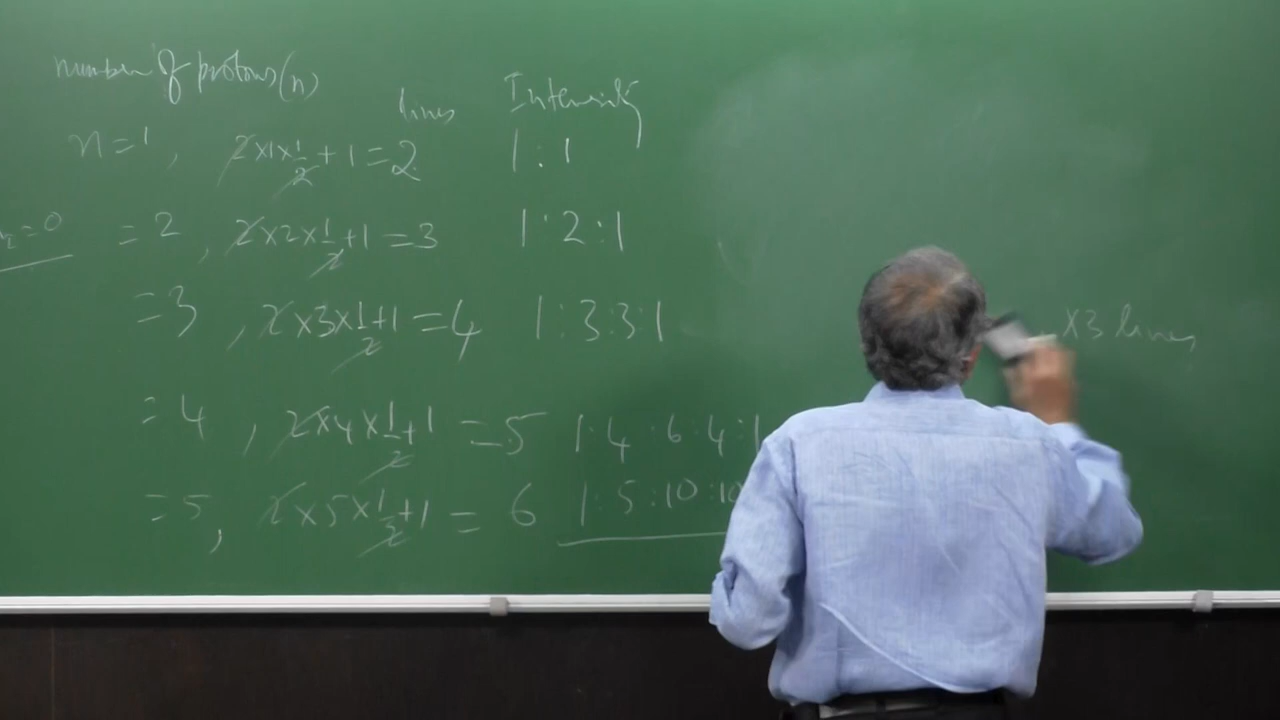 number of protons(n)
lines Intensity
n=1, 2×1×1/2+1=2 1:1
=0 =2, 2×2×1/2+1=3 1:2:1
=3, 2×3×1/2+1=4 1:3:3:1 ×3 lines
=4, 2×4×1/2+1=5 1:4:6:4:1
=5, 2×5×1/2+1=6 1:5:10:10